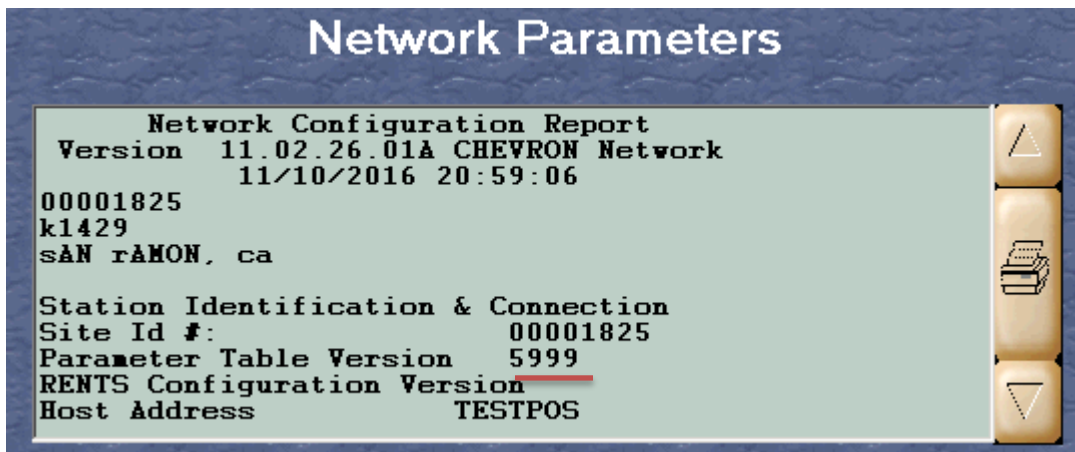 Network Parameters
Network Configuration Report
Version 11.02.26.01A CHEVRON Network
11/10/2016 20:59:06
00001825
k1429
sAN rAMON, ca
Station Identification & Connection
Site Id #: 00001825
Parameter Table Version 5999
RENTS Configuration Version
Host Address TESTPOS